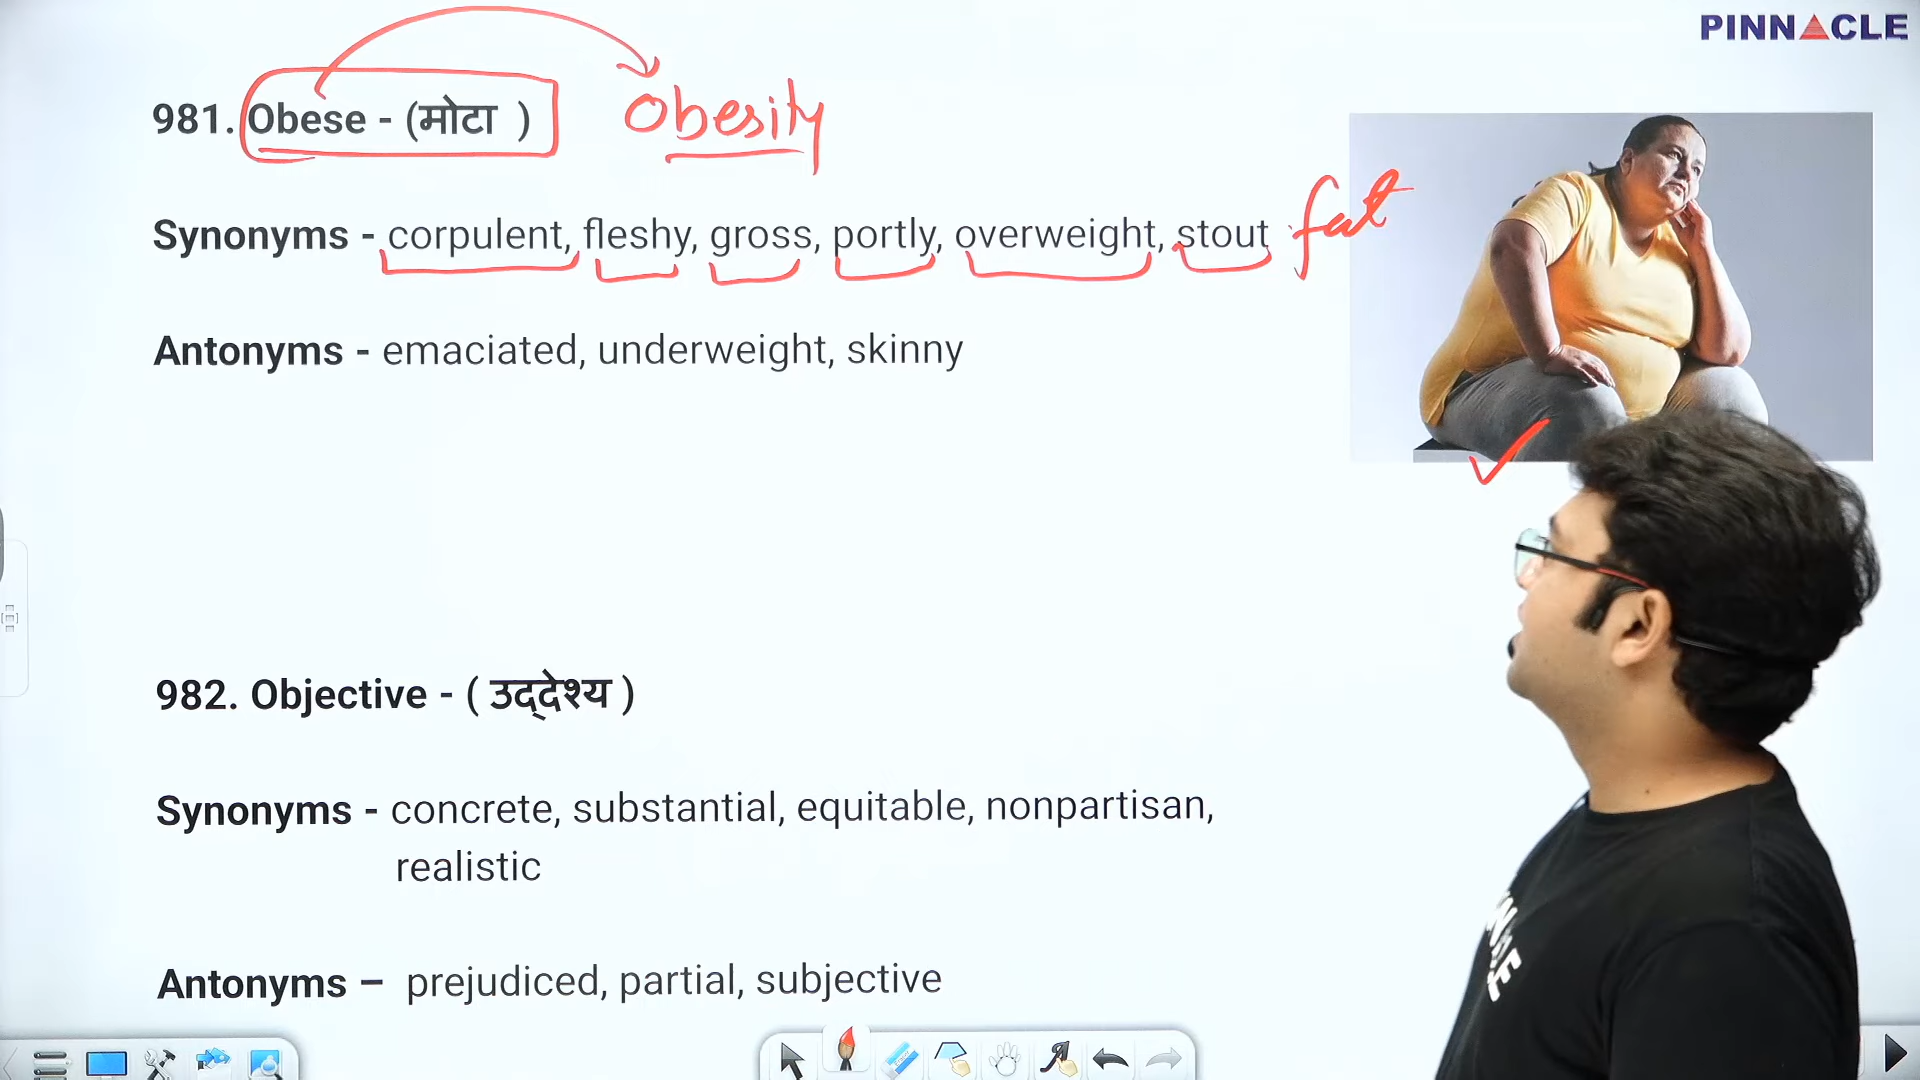 PINNACLE
981. Obese - (मोटा ) Obesity
Synonyms - corpulent, fleshy, gross, portly, overweight, stout fat
Antonyms - emaciated, underweight, skinny
982. Objective - ( उद्देश्य )
Synonyms - concrete, substantial, equitable, nonpartisan,
realistic
Antonyms – prejudiced, partial, subjective